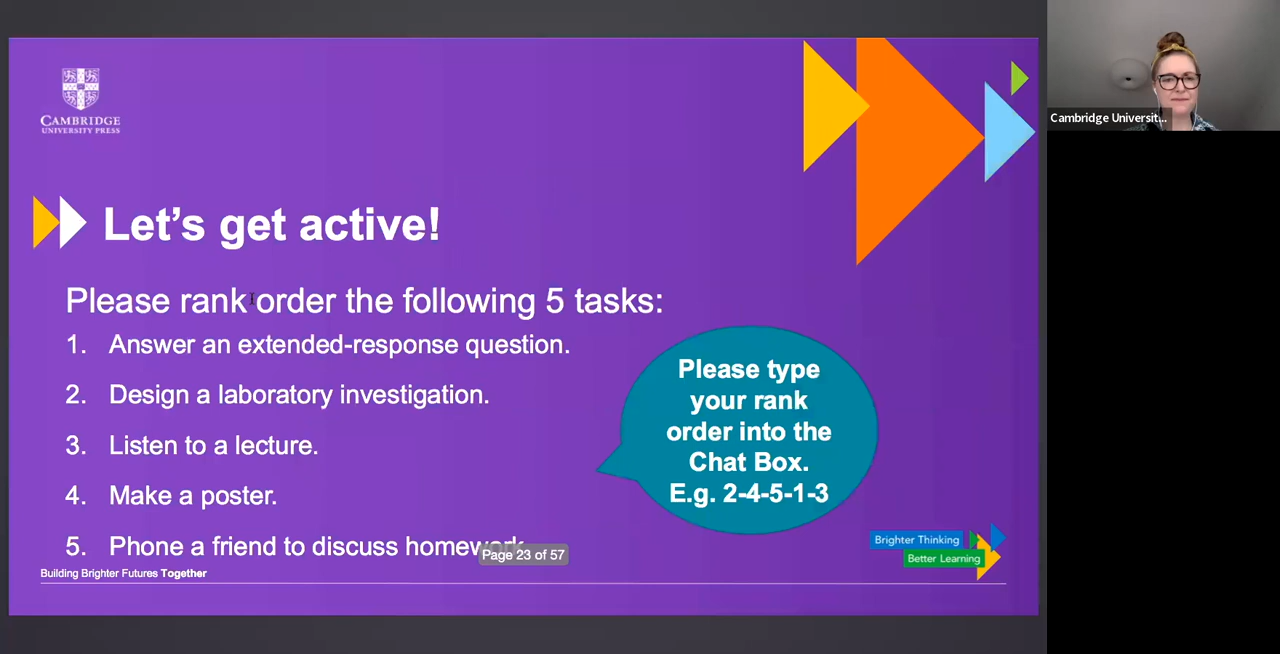 CAMBRIDGE
UNIVERSITY PRESS
Let's get active!
Please rank order the following 5 tasks:
1. Answer an extended-response question.
2. Design a laboratory investigation.
3. Listen to a lecture.
4. Make a poster.
5. Phone a friend to discuss homework.
Page 23 of 57
Please type
your rank
order into the
Chat Box.
E.g. 2-4-5-1-3
Brighter Thinking
Better Learning
Building Brighter Futures Together
Cambridge Universit...